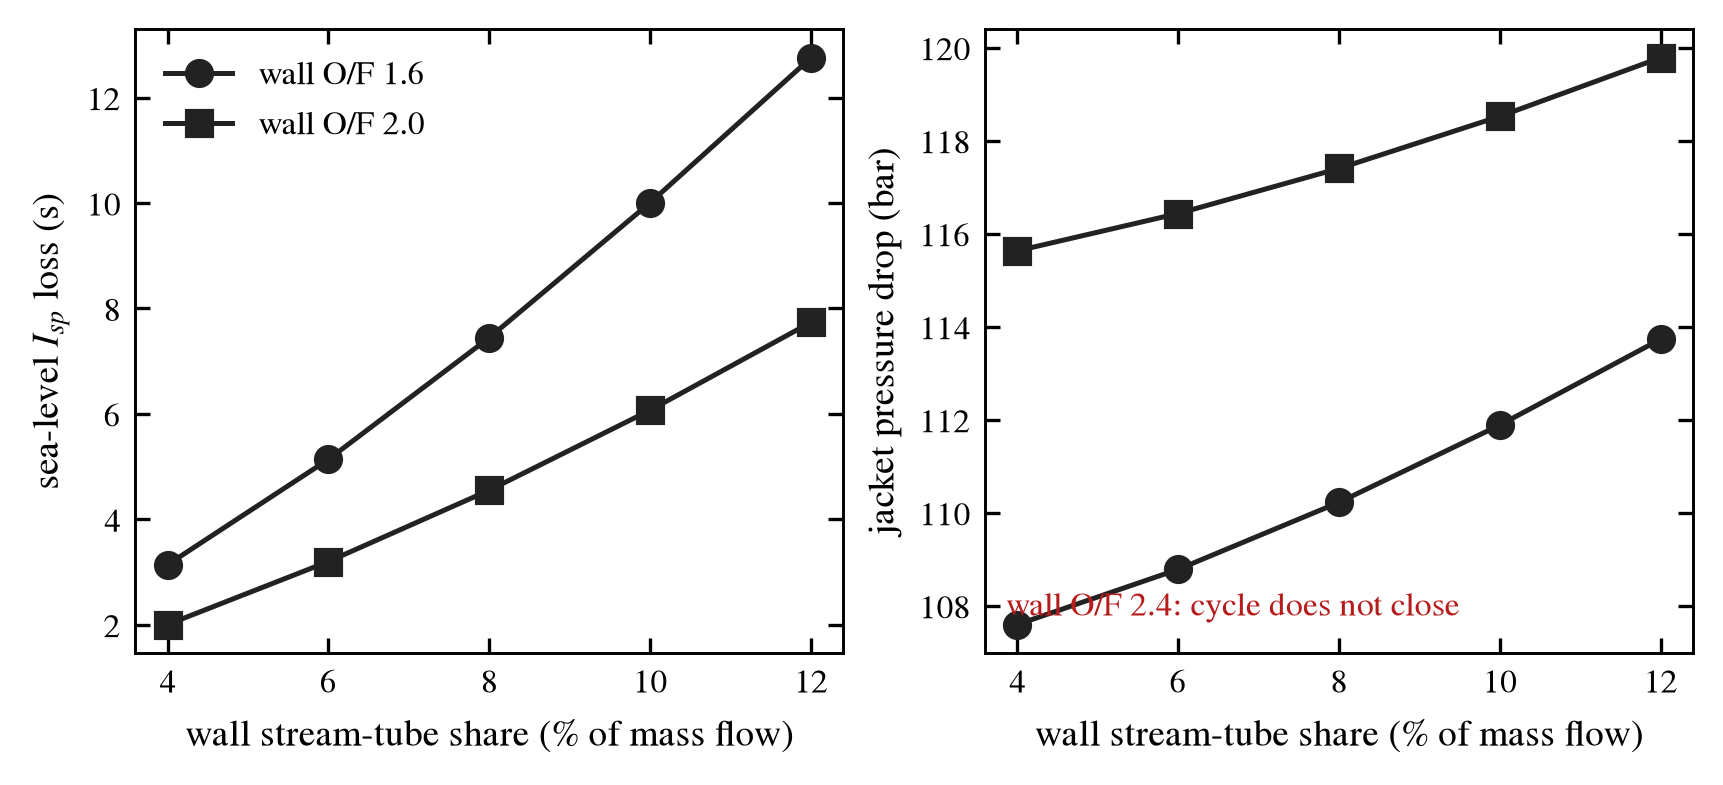 wall O/F 1.6
wall O/F 2.0
12
10
8
6
4
2
sea-level Isp loss (s)
4 6 8 10 12
wall stream-tube share (% of mass flow)
120
118
116
114
112
110
108
jacket pressure drop (bar)
wall O/F 2.4: cycle does not close
4 6 8 10 12
wall stream-tube share (% of mass flow)